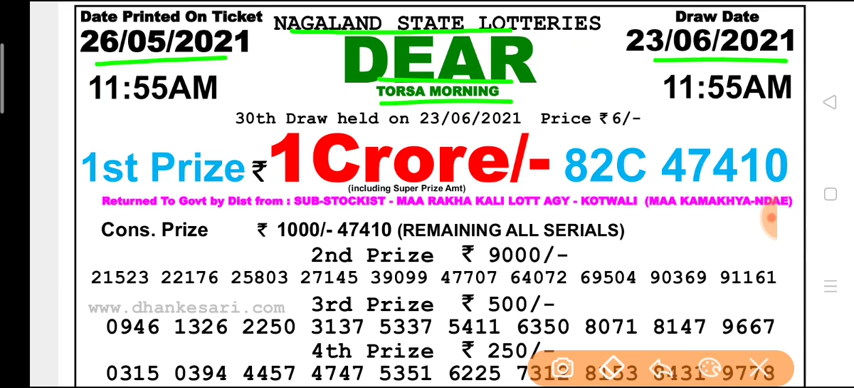 Date Printed On Ticket NAGALAND STATE LOTTERIES Draw Date
26/05/2021 DEAR 23/06/2021
11:55AM TORSA MORNING 11:55AM
30th Draw held on 23/06/2021 Price ₹6/-
1st Prize ₹1Crore/- 82C 47410
(including Super Prize Amt)
Returned To Govt by Dist from : SUB-STOCKIST - MAA RAKHA KALI LOTT AGY - KOTWALI (MAA KAMAKHYA-NDAE)
Cons. Prize ₹ 1000/- 47410 (REMAINING ALL SERIALS)
2nd Prize ₹ 9000/-
21523 22176 25803 27145 39099 47707 64072 69504 90369 91161
www.dhankesari.com 3rd Prize ₹ 500/-
0946 1326 2250 3137 5337 5411 6350 8071 8147 9667
4th Prize ₹ 250/-
0315 0394 4457 4747 5351 6225 9778